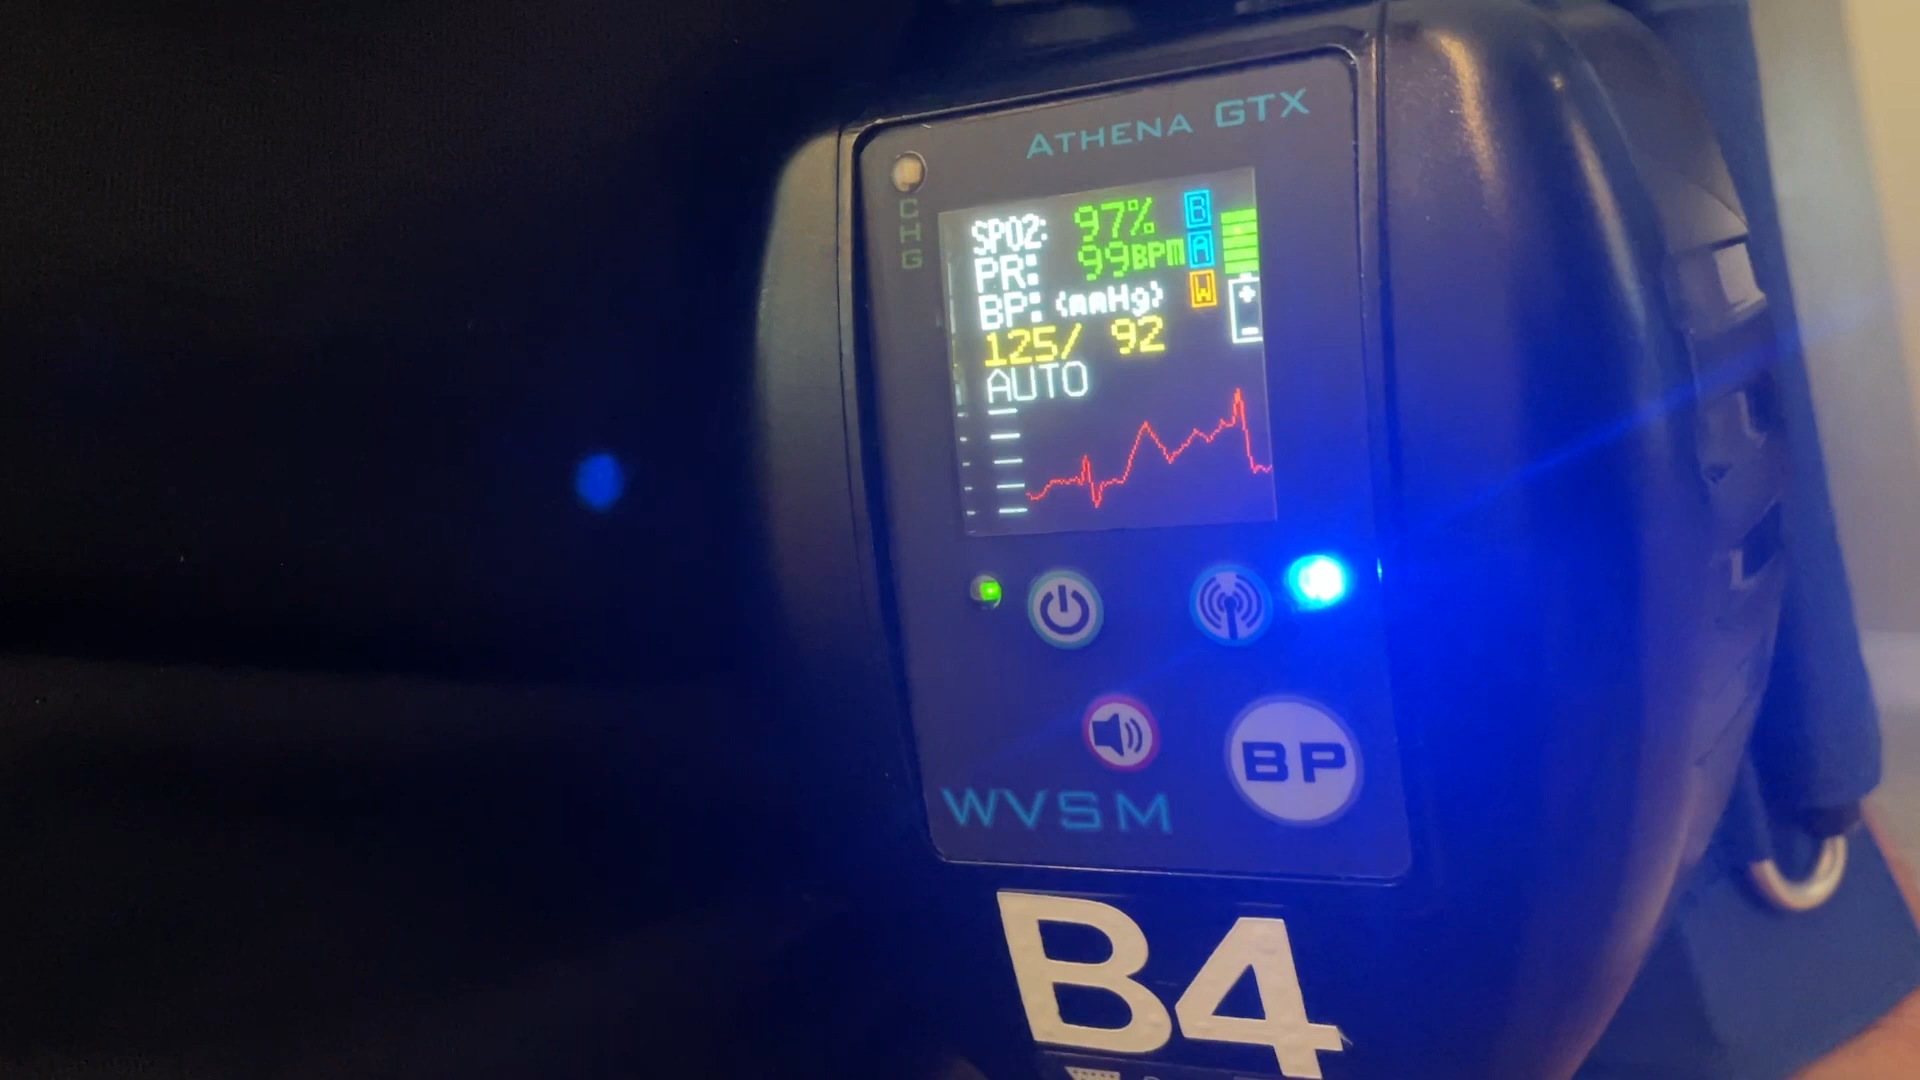 ATHENA GTX
CHG
SPO2: 97% B
PR: 99BPM A
BP: (mmHg) W
125/ 92
AUTO
BP
WVSM
B4